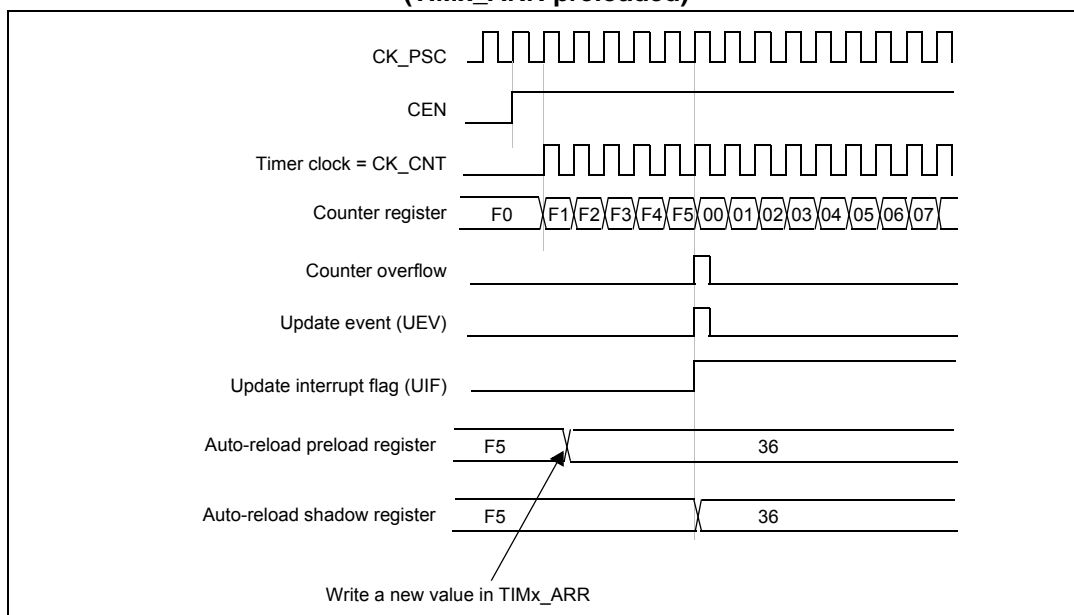 (TIMx_ARR preloaded)
CK_PSC
CEN
Timer clock = CK_CNT
Counter register F0 F1 F2 F3 F4 F5 00 01 02 03 04 05 06 07
Counter overflow
Update event (UEV)
Update interrupt flag (UIF)
Auto-reload preload register F5 36
Auto-reload shadow register F5 36
Write a new value in TIMx_ARR